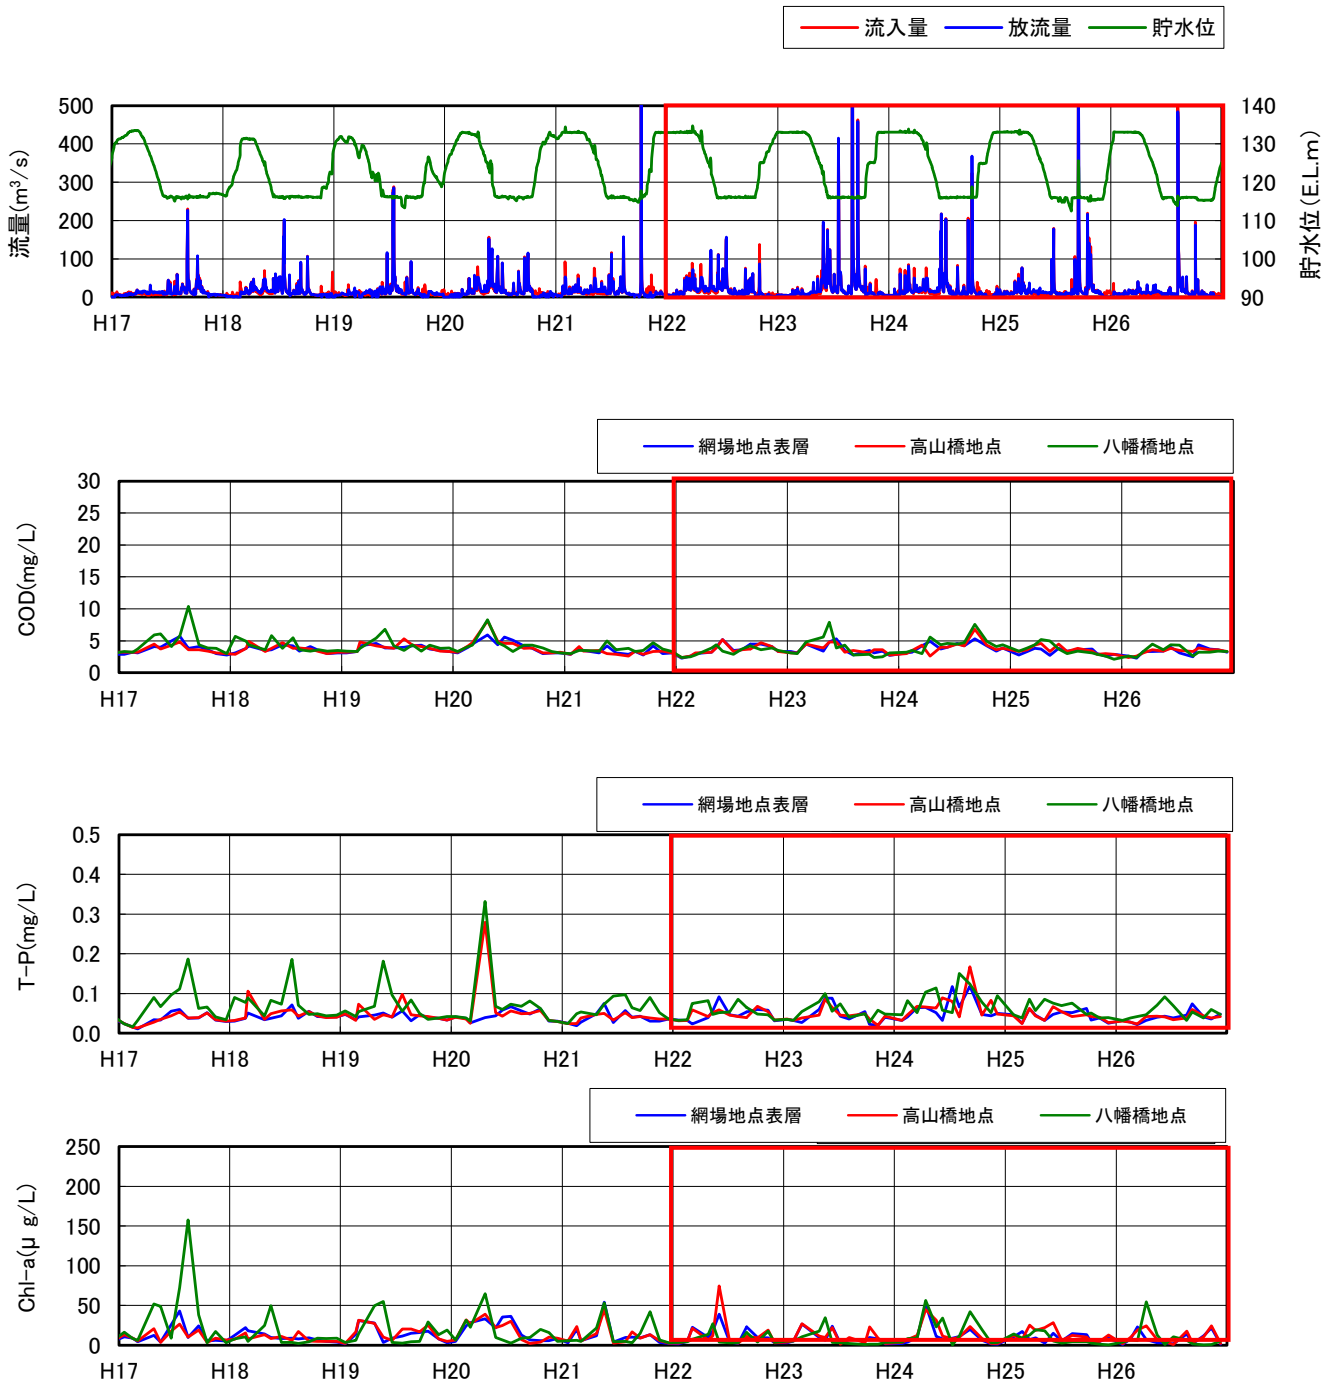 流入量 放流量 貯水位
500 400 300 200 100 0
流量(m³/s)
140 130 120 110 100 90
貯水位(E.L.m)
H17 H18 H19 H20 H21 H22 H23 H24 H25 H26
網場地点表層 高山橋地点 八幡橋地点
30 25 20 15 10 5 0
COD(mg/L)
H17 H18 H19 H20 H21 H22 H23 H24 H25 H26
網場地点表層 高山橋地点 八幡橋地点
0.5 0.4 0.3 0.2 0.1 0.0
T-P(mg/L)
H17 H18 H19 H20 H21 H22 H23 H24 H25 H26
網場地点表層 高山橋地点 八幡橋地点
250 200 150 100 50 0
Chl-a(μ g/L)
H17 H18 H19 H20 H21 H22 H23 H24 H25 H26